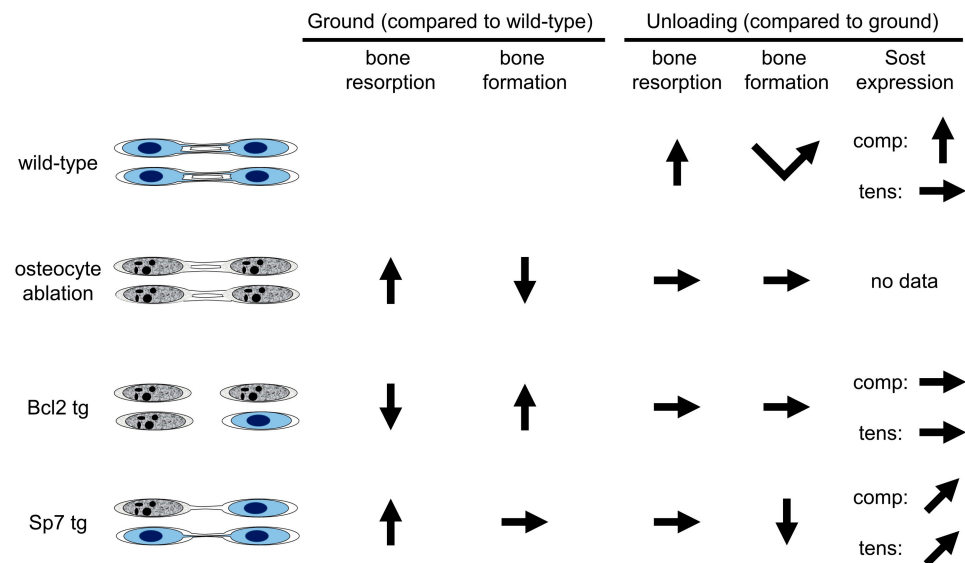 Ground (compared to wild-type) Unloading (compared to ground)
bone bone bone bone Sost
resorption formation resorption formation expression
wild-type
comp:
tens:
osteocyte
ablation
no data
Bcl2 tg
comp:
tens:
Sp7 tg
comp:
tens: